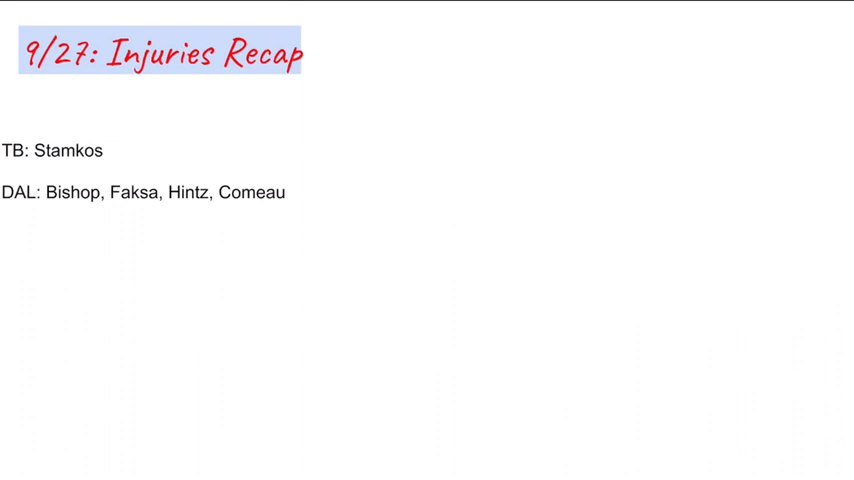 9/27: Injuries Recap
TB: Stamkos
DAL: Bishop, Faksa, Hintz, Comeau